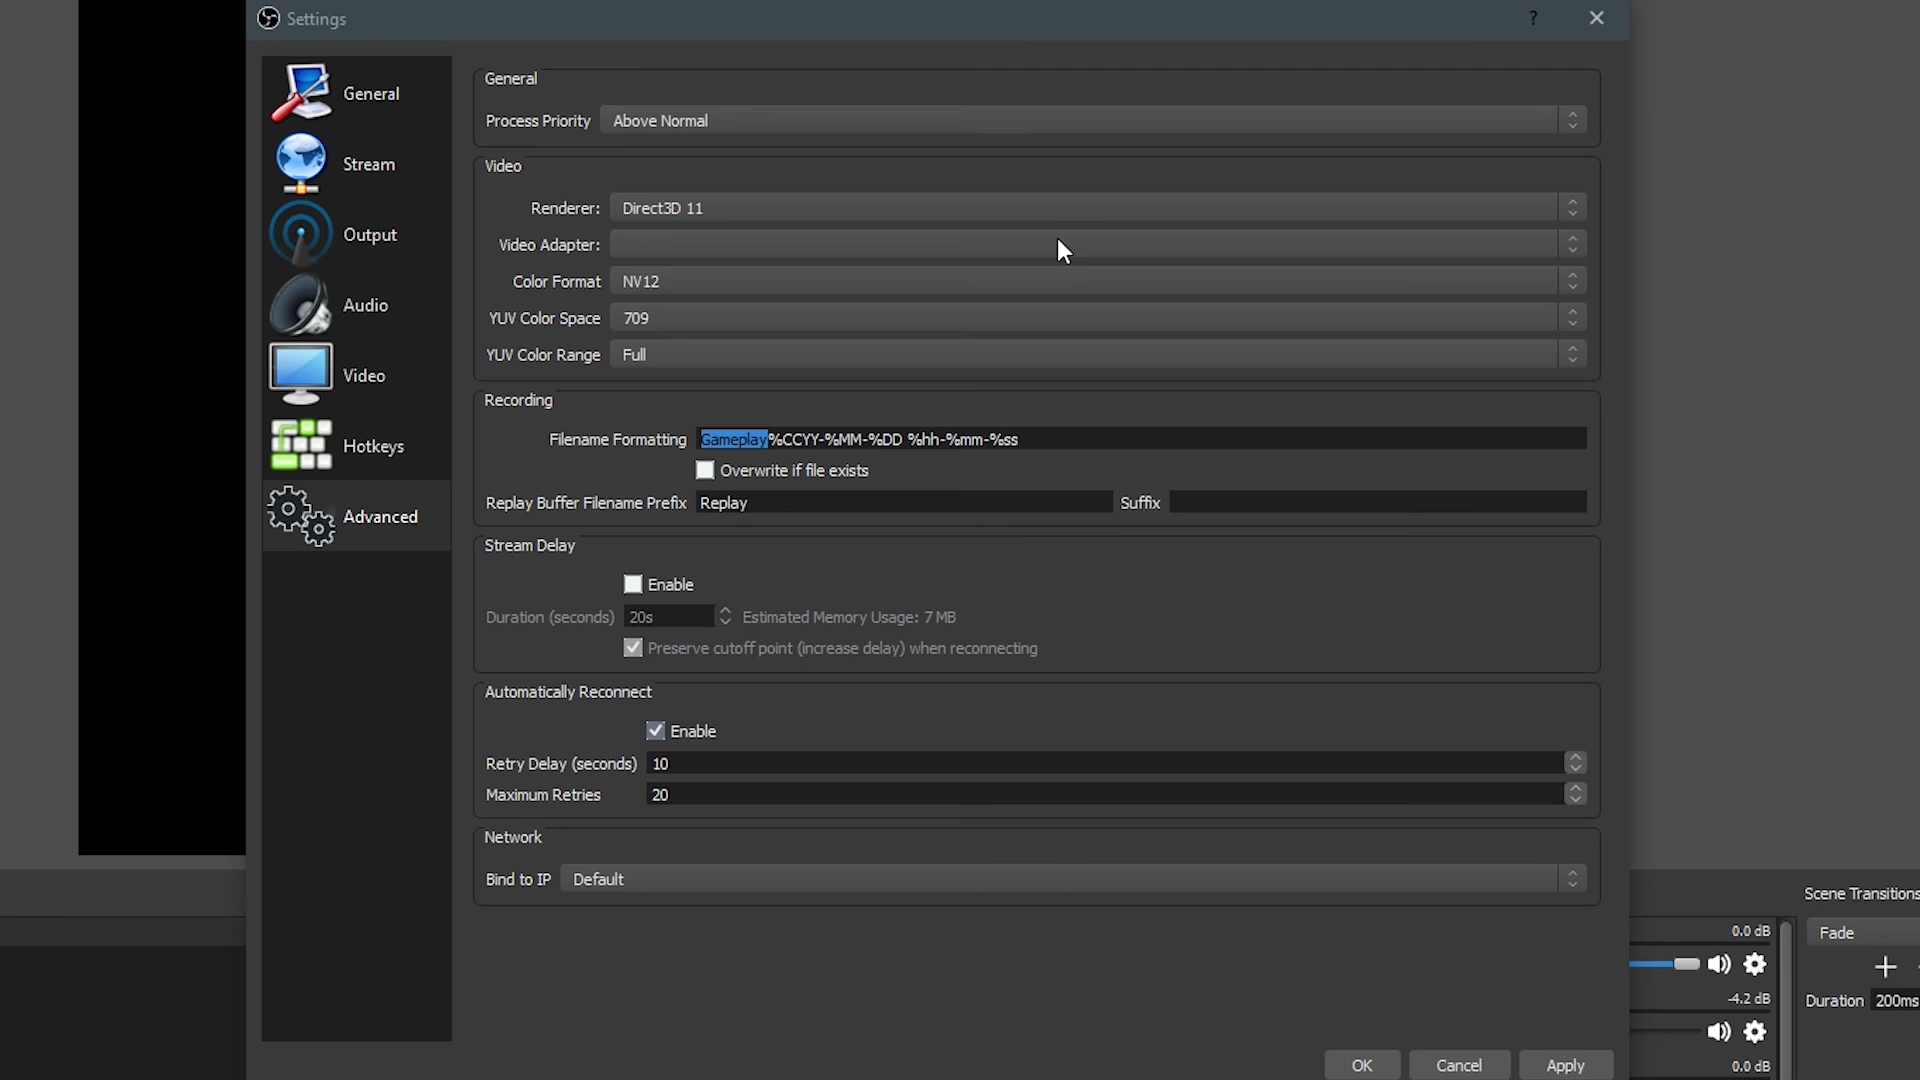 Settings
?
General
Stream
Output
Audio
Video
Hotkeys
Advanced
General
Process Priority Above Normal
Video
Renderer: Direct3D 11
Video Adapter:
Color Format NV12
YUV Color Space 709
YUV Color Range Full
Recording
Filename Formatting Gameplay%CCYY-%MM-%DD %hh-%mm-%ss
Overwrite if file exists
Replay Buffer Filename Prefix Replay Suffix
Stream Delay
Enable
Duration (seconds) 20s Estimated Memory Usage: 7 MB
Preserve cutoff point (increase delay) when reconnecting
Automatically Reconnect
Enable
Retry Delay (seconds) 10
Maximum Retries 20
Network
Bind to IP Default
OK Cancel Apply
0.0 dB
-4.2 dB
0.0 dB
Scene Transitions
Fade
Duration 200ms